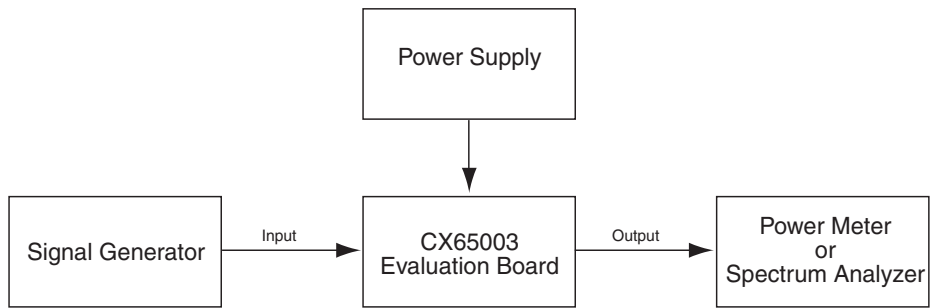 Power Supply
Signal Generator
Input
CX65003
Evaluation Board
Output
Power Meter
or
Spectrum Analyzer